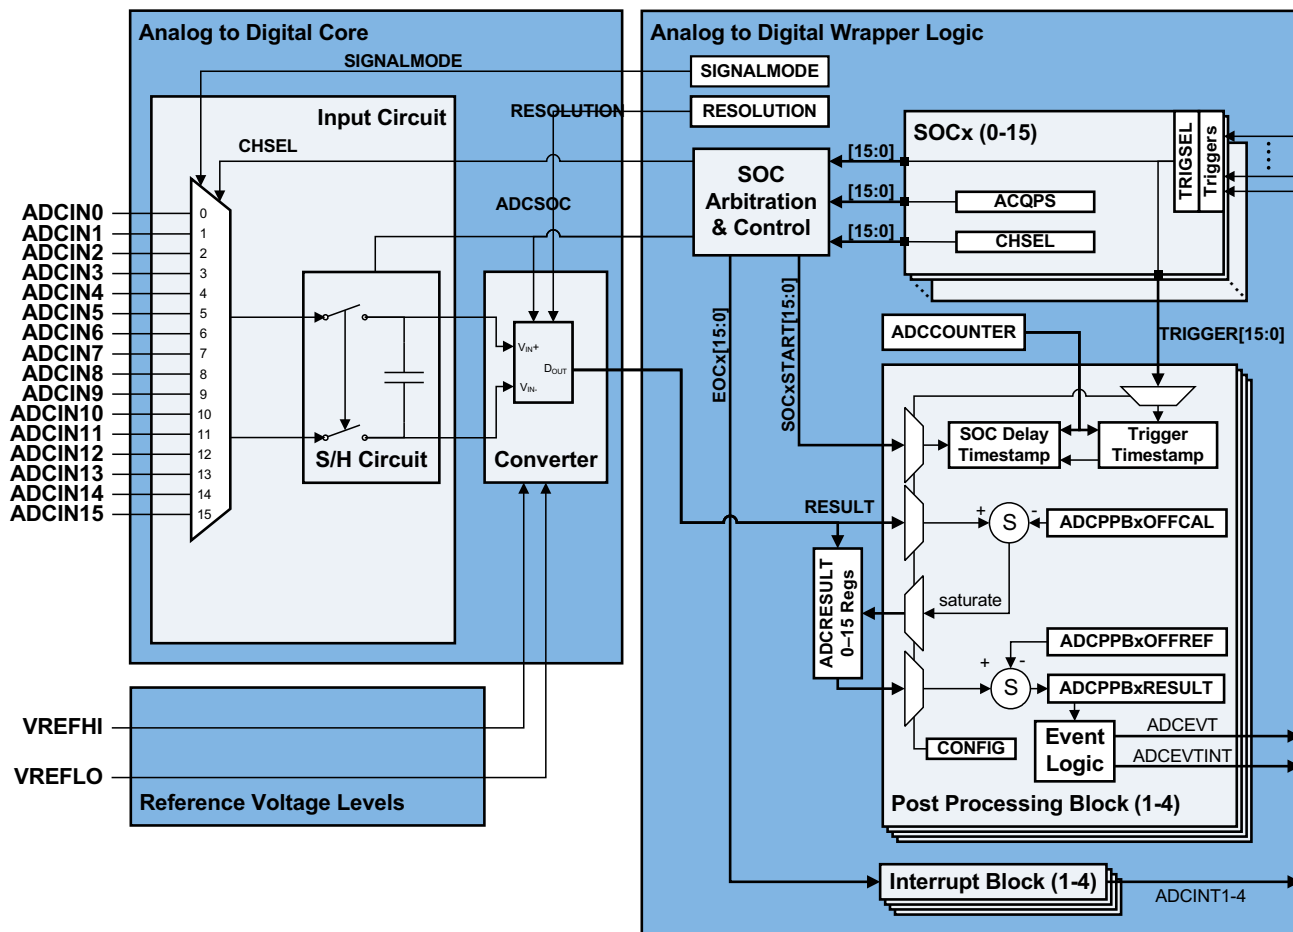 Analog to Digital Core
SIGNALMODE
Input Circuit
RESOLUTION
CHSEL
ADCSOC
ADCIN0
ADCIN1
ADCIN2
ADCIN3
ADCIN4
ADCIN5
ADCIN6
ADCIN7
ADCIN8
ADCIN9
ADCIN10
ADCIN11
ADCIN12
ADCIN13
ADCIN14
ADCIN15
0
1
2
3
4
5
6
7
8
9
10
11
12
13
14
15
S/H Circuit
VIN+
DOUT
VIN-
Converter
VREFHI
VREFLO
Reference Voltage Levels
Analog to Digital Wrapper Logic
SIGNALMODE
RESOLUTION
SOC
Arbitration
& Control
[15:0]
[15:0]
[15:0]
SOCx (0-15)
TRIGSEL
Triggers
ACQPS
CHSEL
EOCx[15:0]
SOCxSTART[15:0]
ADCCOUNTER
TRIGGER[15:0]
SOC Delay
Timestamp
Trigger
Timestamp
RESULT
+
S
-
ADCPPBxOFFCAL
saturate
ADCRESULT
0–15 Regs
ADCPPBxOFFREF
+
-
S
ADCPPBxRESULT
CONFIG
Event
Logic
ADCEVT
ADCEVTINT
Post Processing Block (1-4)
Interrupt Block (1-4)
ADCINT1-4